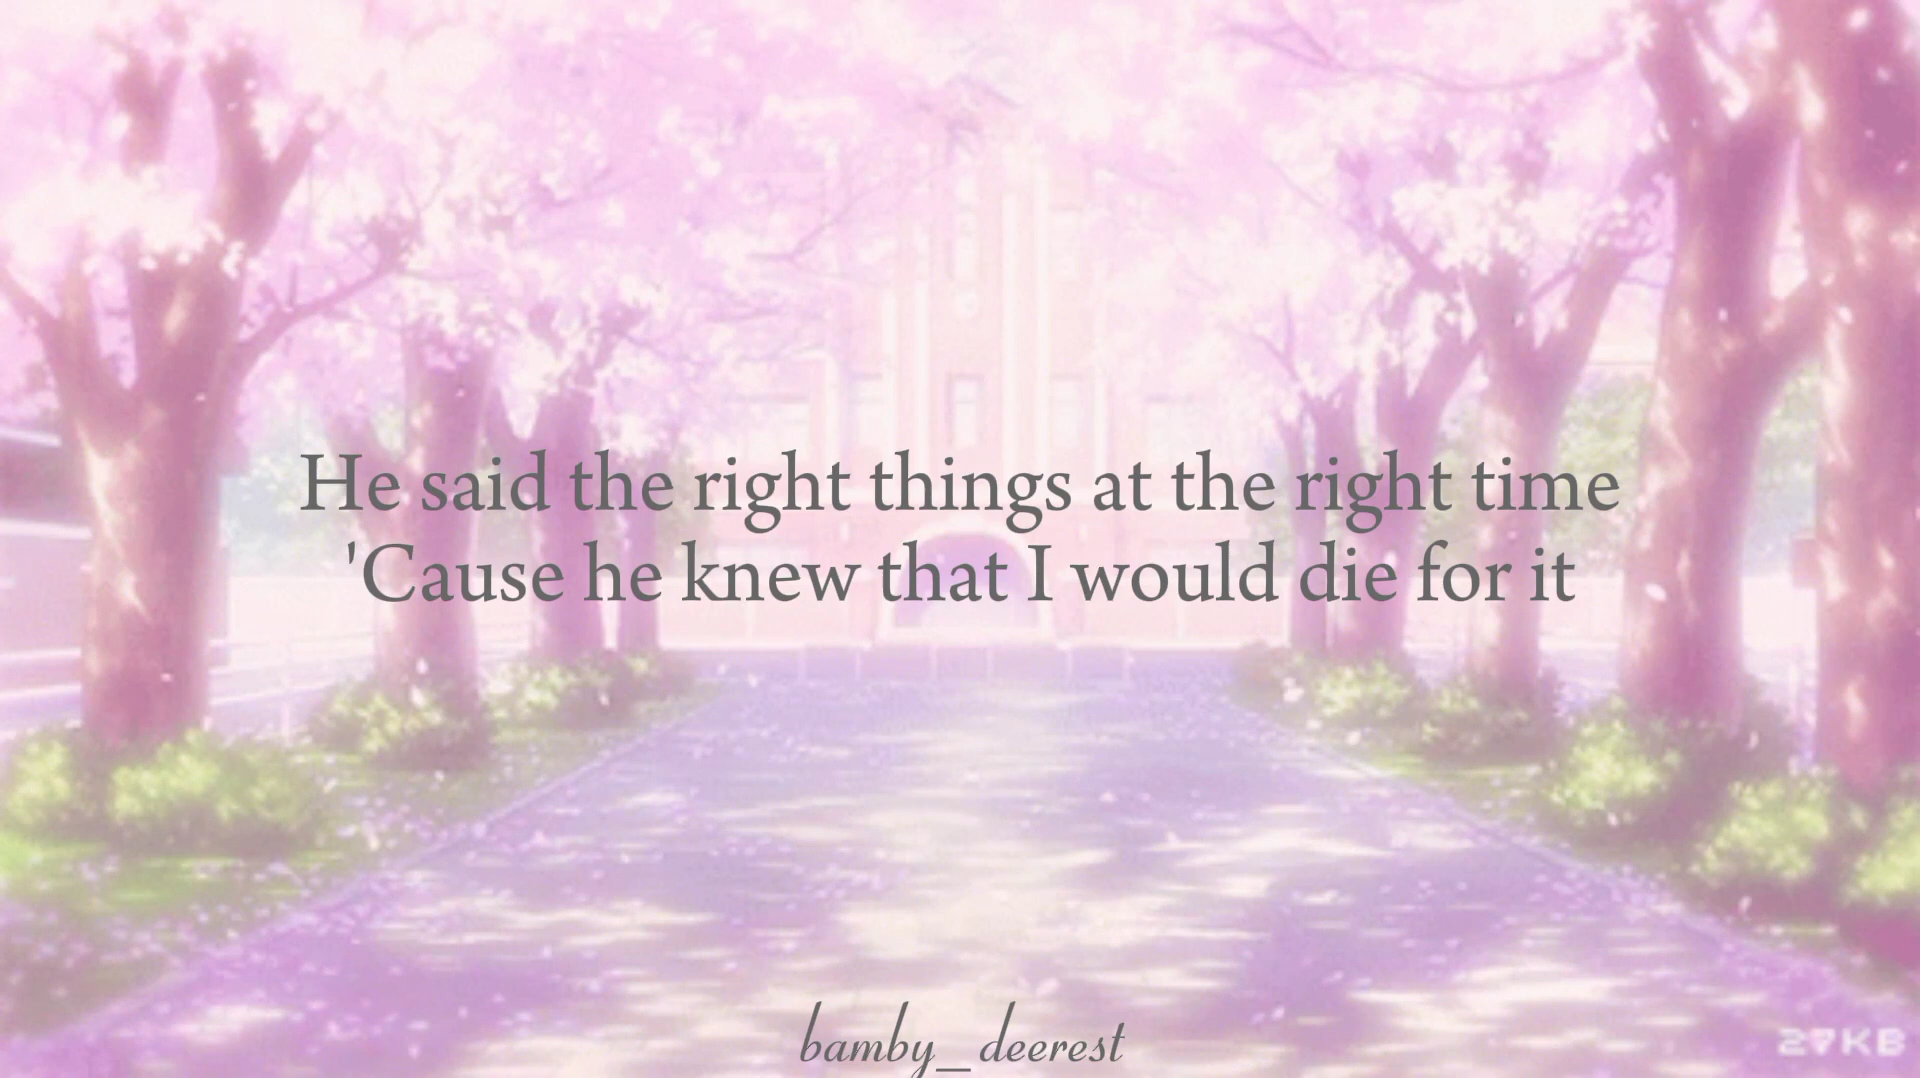 He said the right things at the right time
'Cause he knew that I would die for it
bamby_deerest
27KB